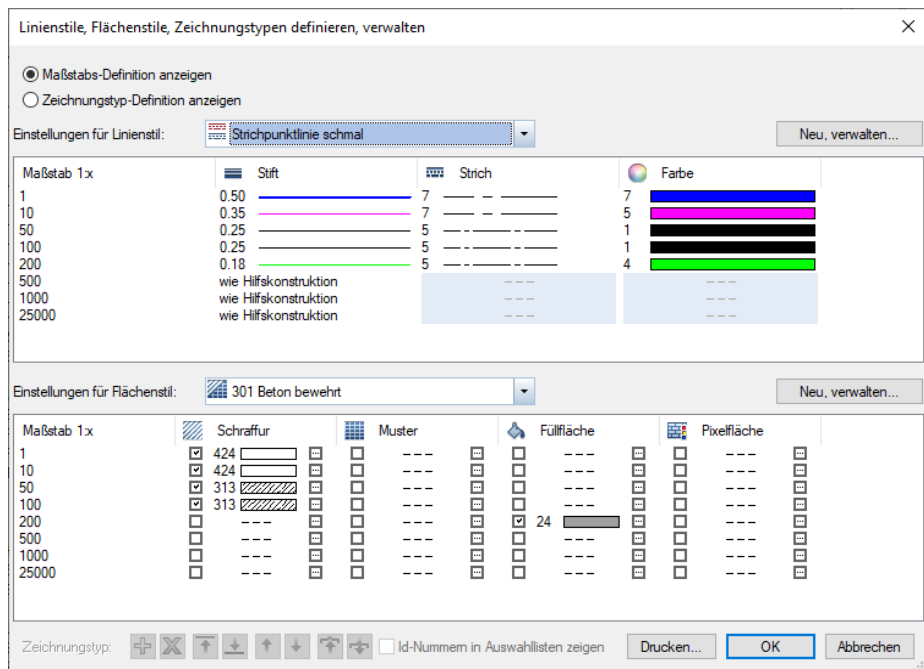 Linienstile, Flächenstile, Zeichnungstypen definieren, verwalten
Maßstabs-Definition anzeigen
Zeichnungstyp-Definition anzeigen
Einstellungen für Linienstil: Strichpunktlinie schmal Neu, verwalten...
Maßstab 1:x Stift Strich Farbe
1 0.50 7 7
10 0.35 7 5
50 0.25 5 1
100 0.25 5 1
200 0.18 5 4
500 wie Hilfskonstruktion --- ---
1000 wie Hilfskonstruktion --- ---
25000 wie Hilfskonstruktion --- ---
Einstellungen für Flächenstil: 301 Beton bewehrt Neu, verwalten...
Maßstab 1:x Schraffur Muster Füllfläche Pixelfläche
1 424 --- --- ---
10 424 --- --- ---
50 313 --- --- ---
100 313 --- --- ---
200 --- --- 24 ---
500 --- --- --- ---
1000 --- --- --- ---
25000 --- --- --- ---
Zeichnungstyp: Id-Nummern in Auswahllisten zeigen Drucken... OK Abbrechen